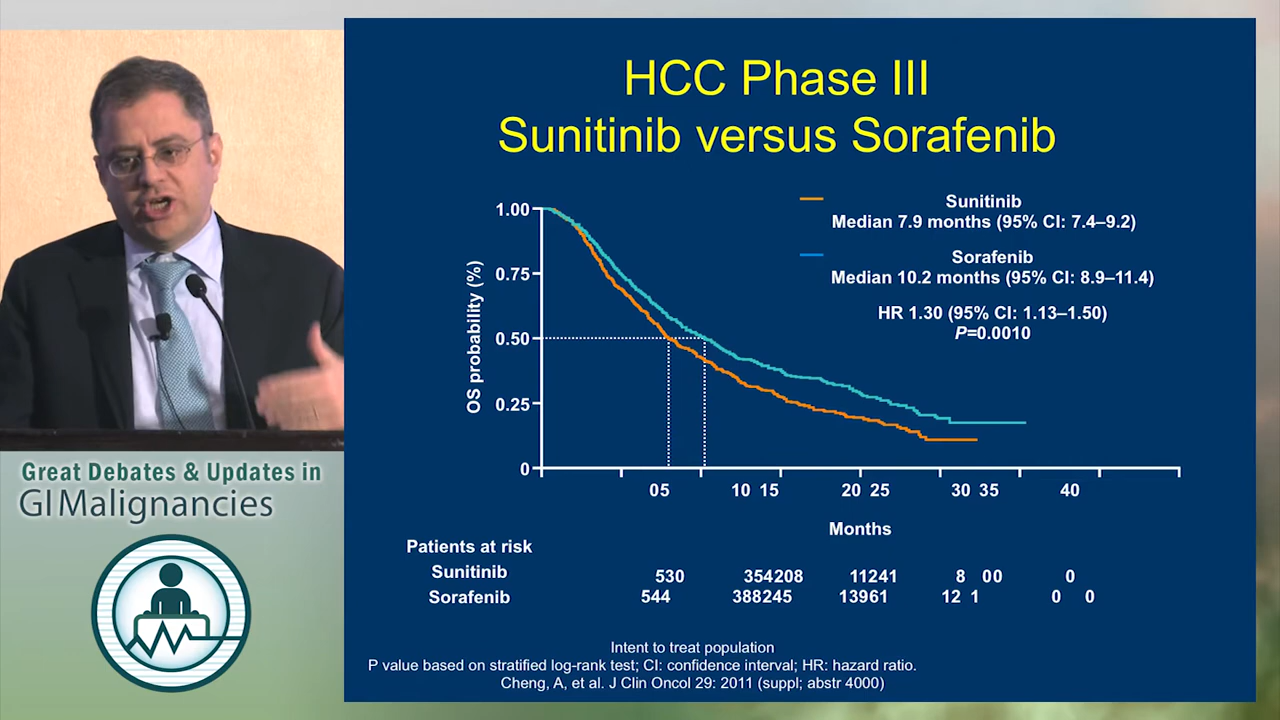 HCC Phase III
Sunitinib versus Sorafenib
Sunitinib
Median 7.9 months (95% CI: 7.4–9.2)
Sorafenib
Median 10.2 months (95% CI: 8.9–11.4)
HR 1.30 (95% CI: 1.13–1.50)
P=0.0010
OS probability (%)
1.00
0.75
0.50
0.25
0
05 10 15 20 25 30 35 40
Months
Patients at risk
Sunitinib 530 354208 11241 8 00 0
Sorafenib 544 388245 13961 12 1 0 0
Intent to treat population
P value based on stratified log-rank test; CI: confidence interval; HR: hazard ratio.
Cheng, A, et al. J Clin Oncol 29: 2011 (suppl; abstr 4000)
Great Debates & Updates in
GI Malignancies